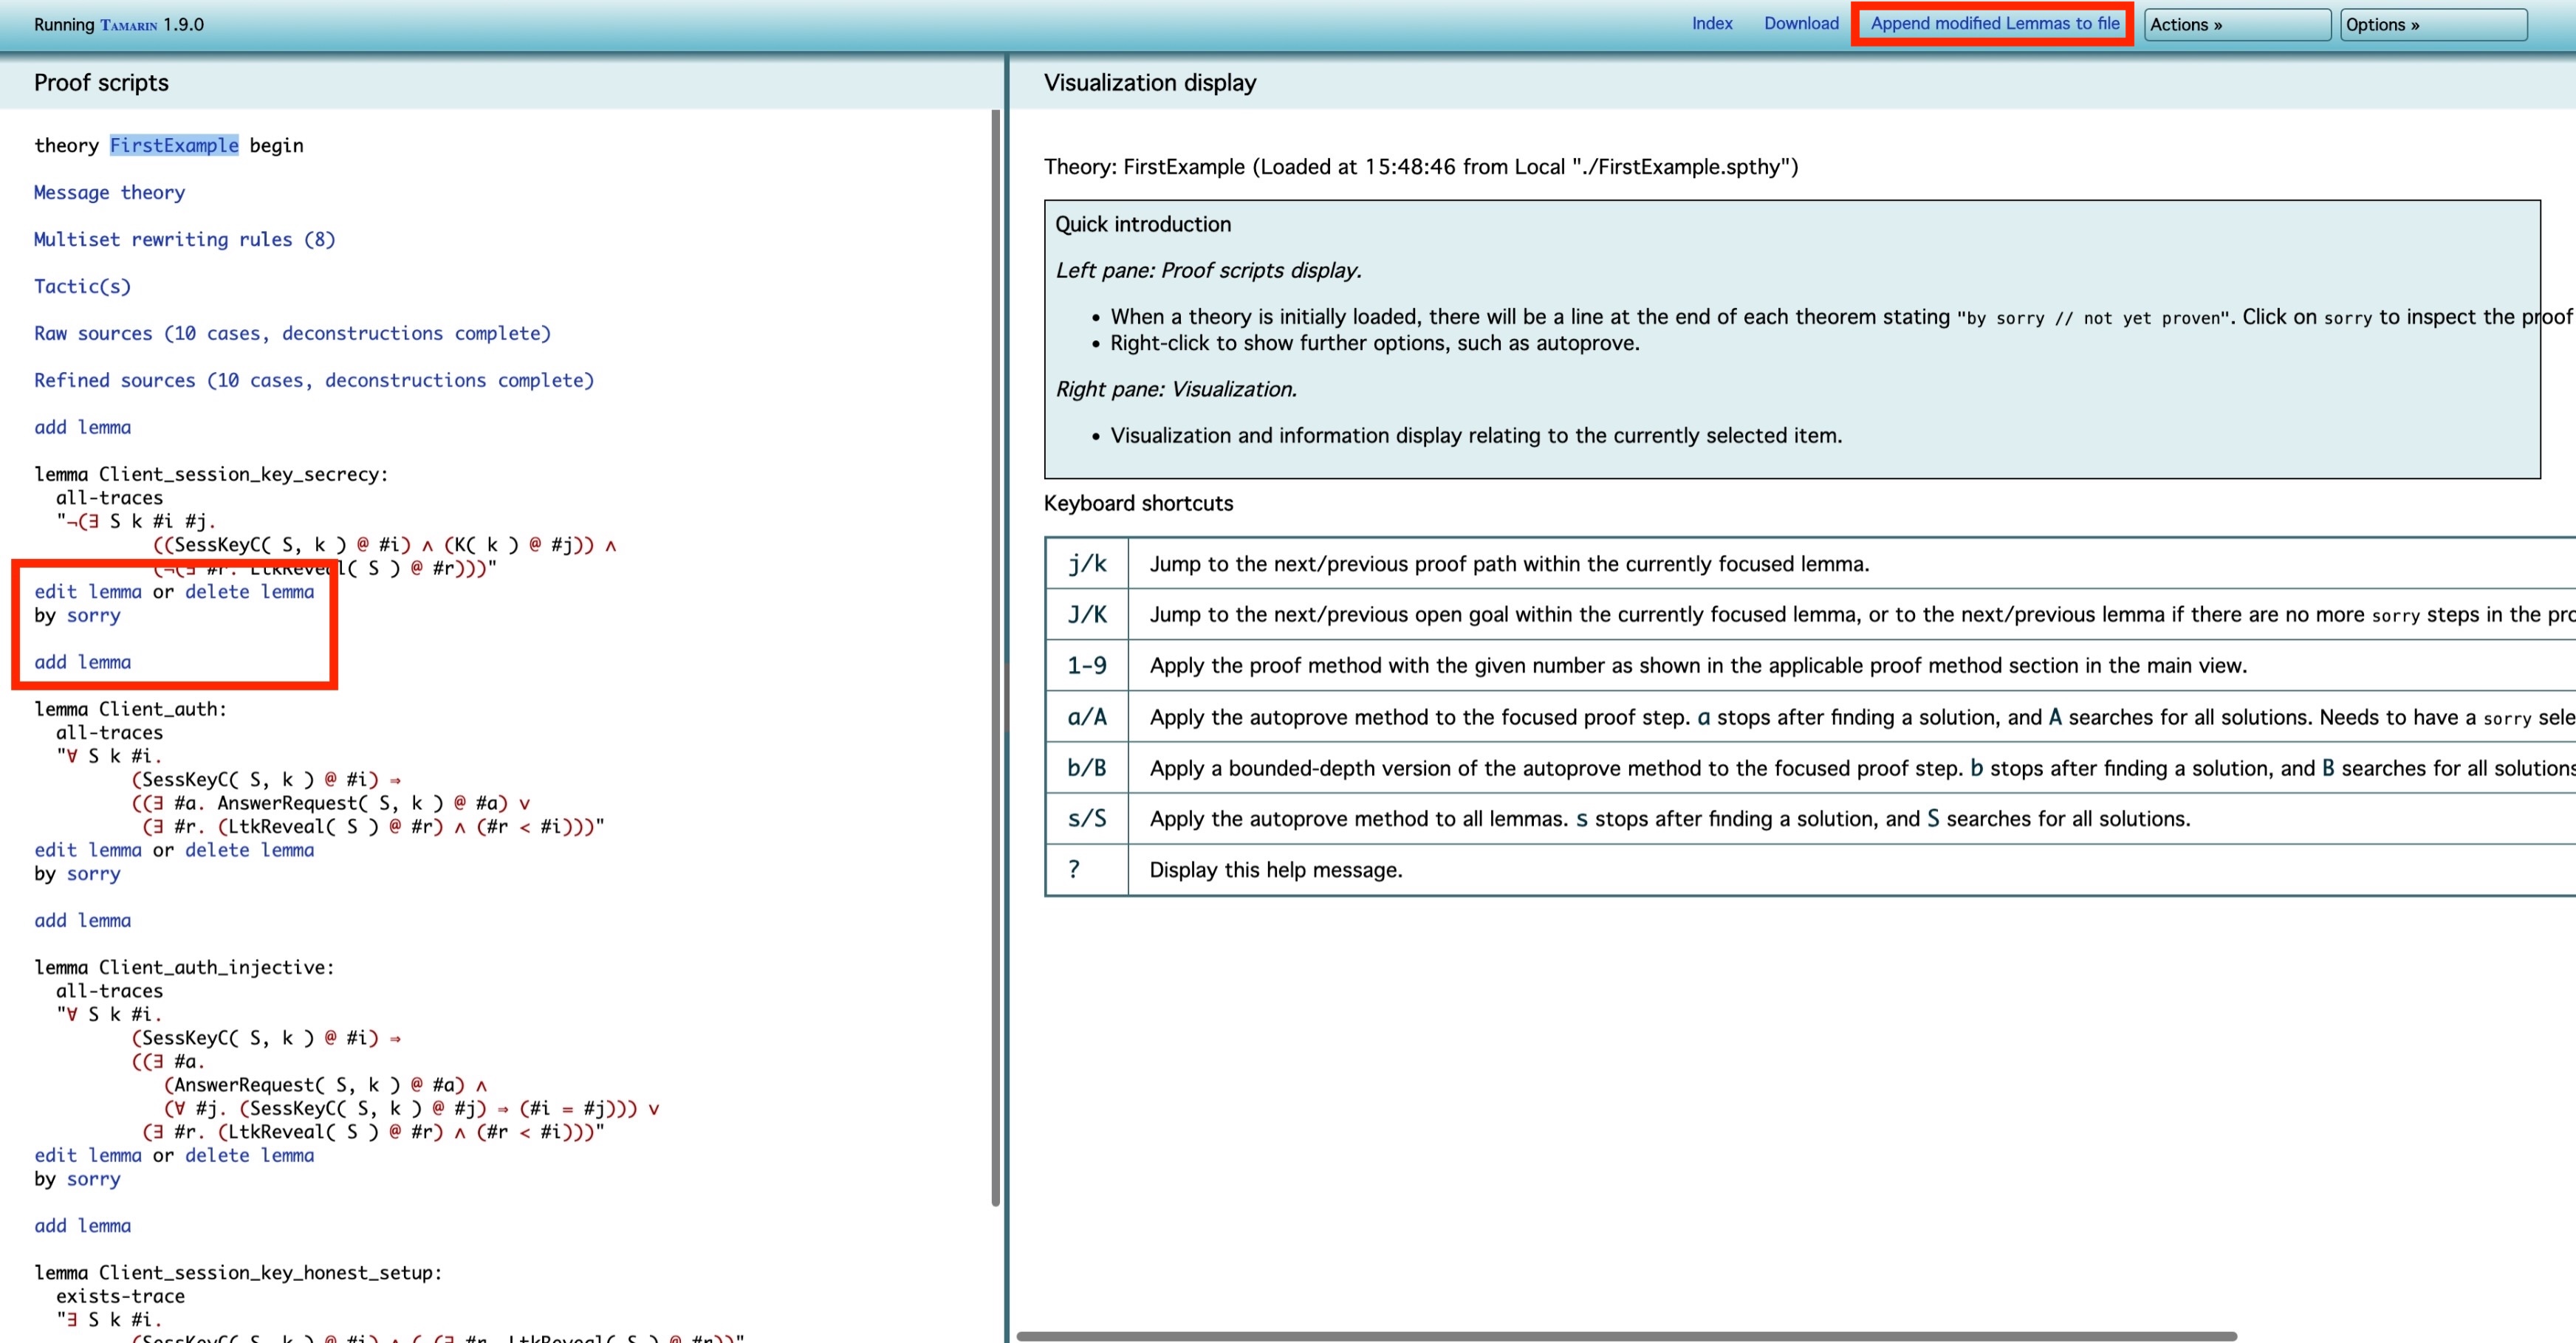 Running TAMARIN 1.9.0
Index Download Append modified Lemmas to file Actions » Options »
Proof scripts
theory FirstExample begin
Message theory
Multiset rewriting rules (8)
Tactic(s)
Raw sources (10 cases, deconstructions complete)
Refined sources (10 cases, deconstructions complete)
add lemma
lemma Client_session_key_secrecy:
all-traces
"¬(∃ S k #i #j.
((SessKeyC( S, k ) @ #i) ∧ (K( k ) @ #j)) ∧
(¬(∃ #r. LtkReveal( S ) @ #r)))"
edit lemma or delete lemma
by sorry
add lemma
lemma Client_auth:
all-traces
"∀ S k #i.
(SessKeyC( S, k ) @ #i) ⇒
((∃ #a. AnswerRequest( S, k ) @ #a) ∨
(∃ #r. (LtkReveal( S ) @ #r) ∧ (#r < #i)))"
edit lemma or delete lemma
by sorry
add lemma
lemma Client_auth_injective:
all-traces
"∀ S k #i.
(SessKeyC( S, k ) @ #i) ⇒
((∃ #a.
(AnswerRequest( S, k ) @ #a) ∧
(∀ #j. (SessKeyC( S, k ) @ #j) ⇒ (#i = #j))) ∨
(∃ #r. (LtkReveal( S ) @ #r) ∧ (#r < #i)))"
edit lemma or delete lemma
by sorry
add lemma
lemma Client_session_key_honest_setup:
exists-trace
"∃ S k #i.
(SessKeyC( S, k ) @ #i) ∧ (¬(∃ #r. LtkReveal( S ) @ #r))"
Visualization display
Theory: FirstExample (Loaded at 15:48:46 from Local "./FirstExample.spthy")
Quick introduction
Left pane: Proof scripts display.
• When a theory is initially loaded, there will be a line at the end of each theorem stating "by sorry // not yet proven". Click on sorry to inspect the proof
• Right-click to show further options, such as autoprove.
Right pane: Visualization.
• Visualization and information display relating to the currently selected item.
Keyboard shortcuts
j/k Jump to the next/previous proof path within the currently focused lemma.
J/K Jump to the next/previous open goal within the currently focused lemma, or to the next/previous lemma if there are no more sorry steps in the pro
1-9 Apply the proof method with the given number as shown in the applicable proof method section in the main view.
a/A Apply the autoprove method to the focused proof step. a stops after finding a solution, and A searches for all solutions. Needs to have a sorry sele
b/B Apply a bounded-depth version of the autoprove method to the focused proof step. b stops after finding a solution, and B searches for all solutions
s/S Apply the autoprove method to all lemmas. s stops after finding a solution, and S searches for all solutions.
? Display this help message.